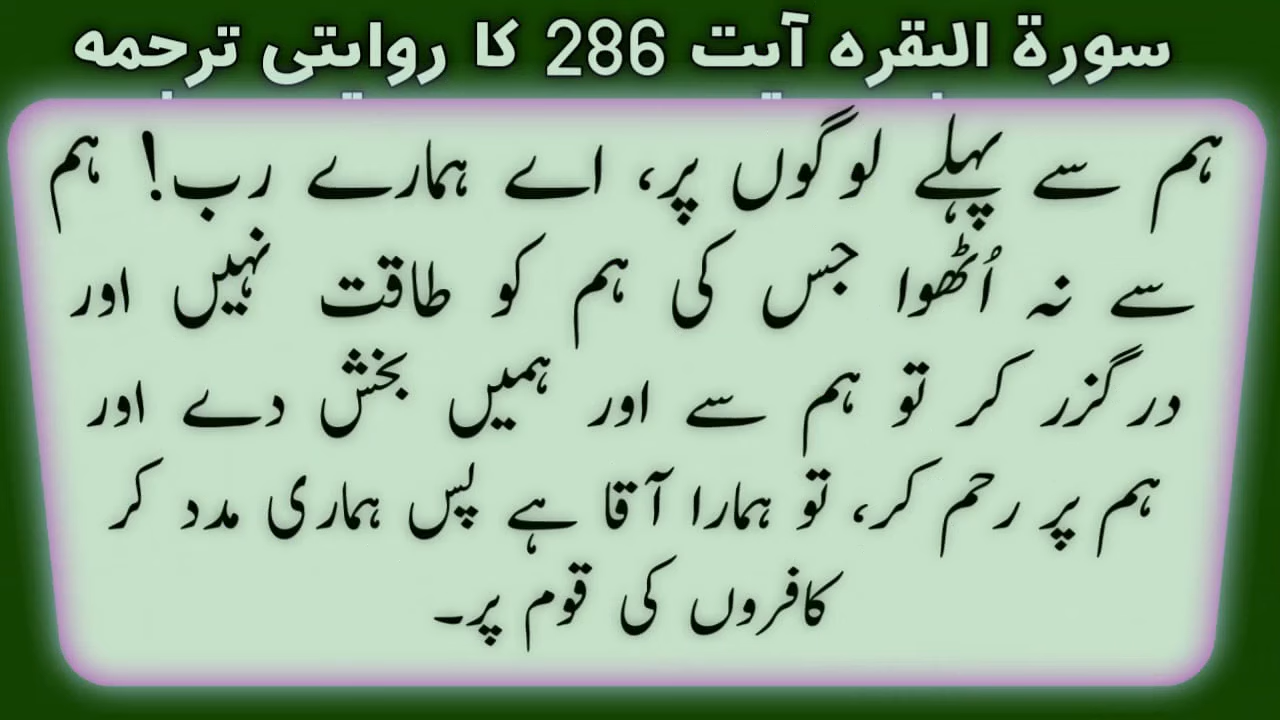 سورۃ البقرہ آیت 286 کا روایتی ترجمہ
ہم سے پہلے لوگوں پر، اے ہمارے رب! ہم
سے نہ اُٹھوا جس کی ہم کو طاقت نہیں اور
درگزر کر تو ہم سے اور ہمیں بخش دے اور
ہم پر رحم کر، تو ہمارا آقا ہے پس ہماری مدد کر
کافروں کی قوم پر۔